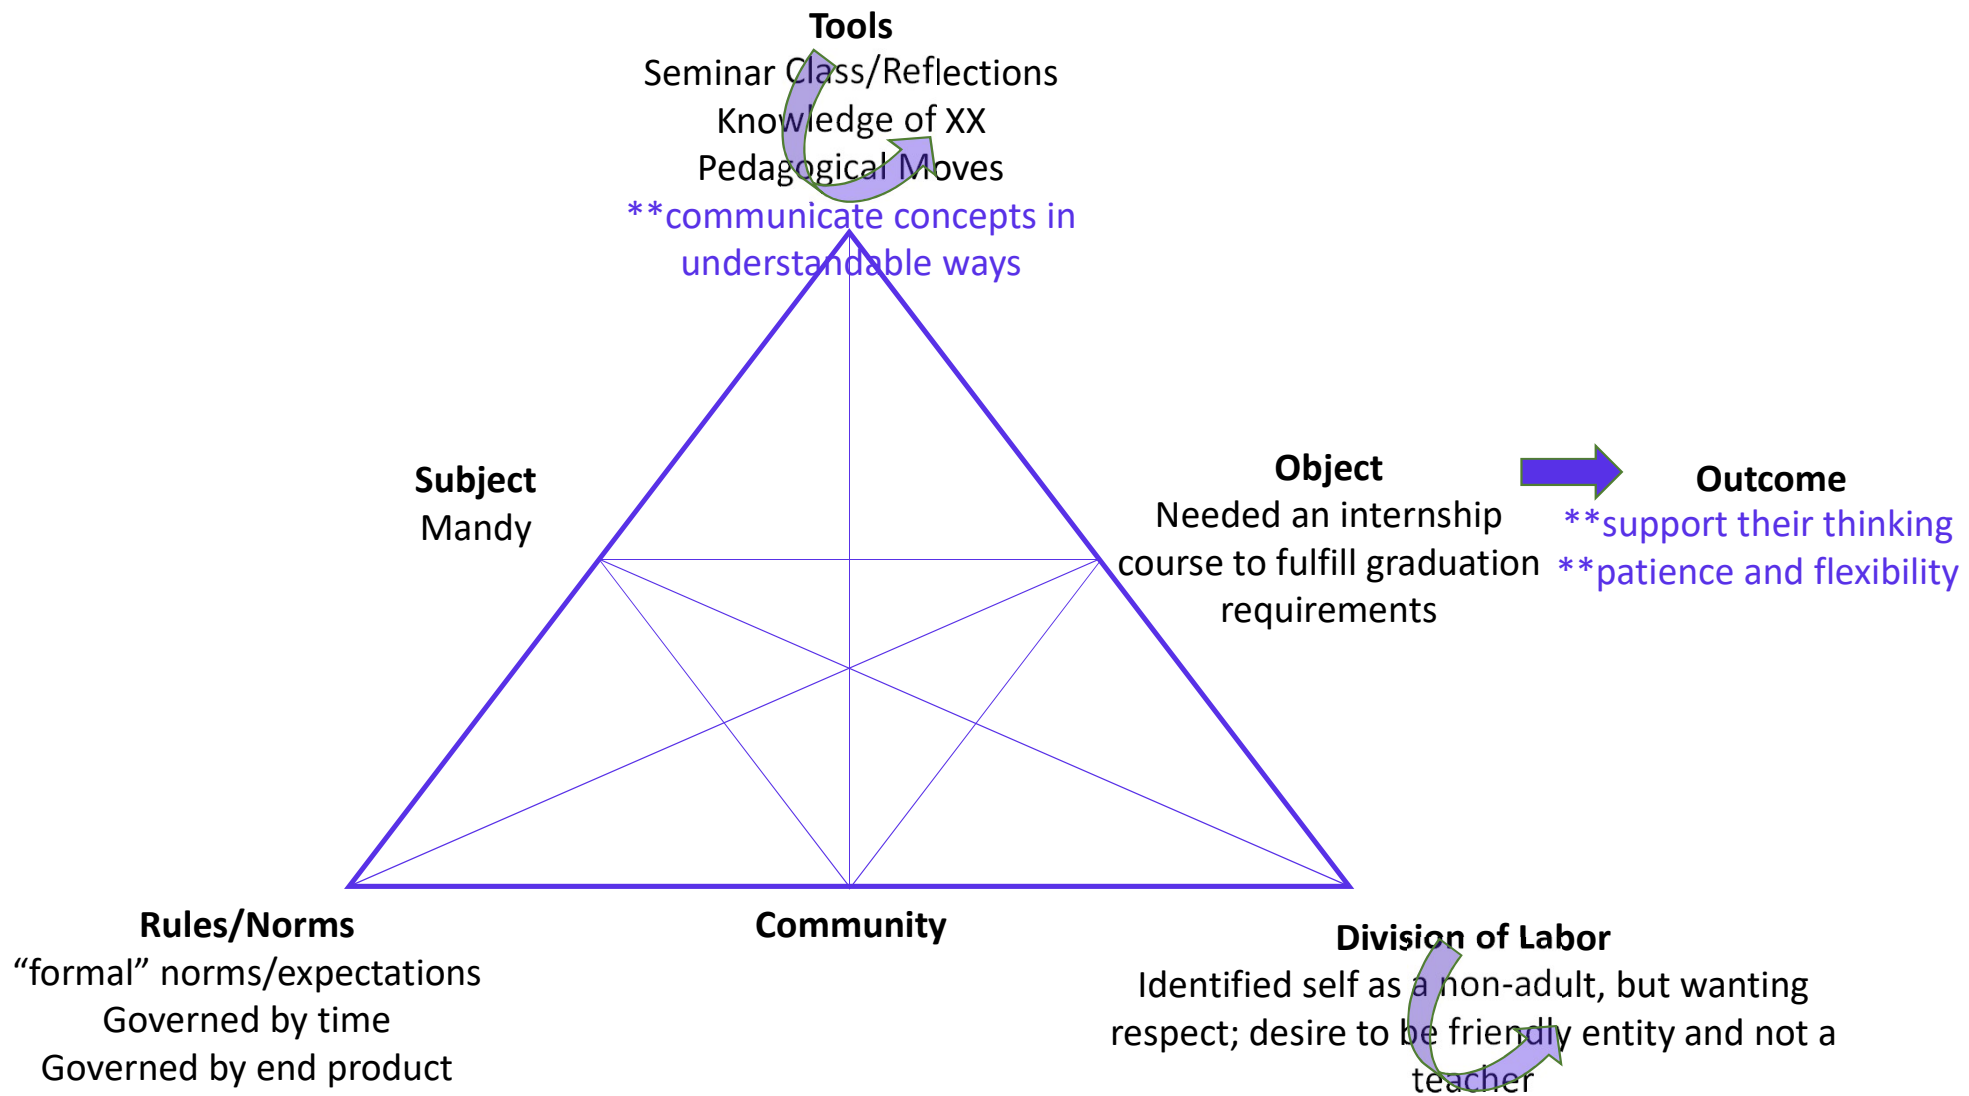 Tools
Seminar Class/Reflections
Knowledge of XX
Pedagogical Moves
**communicate concepts in
understandable ways
Subject
Mandy
Object
Needed an internship
course to fulfill graduation
requirements
Outcome
**support their thinking
**patience and flexibility
Rules/Norms
“formal” norms/expectations
Governed by time
Governed by end product
Community
Division of Labor
Identified self as a non-adult, but wanting
respect; desire to be friendly entity and not a
teacher